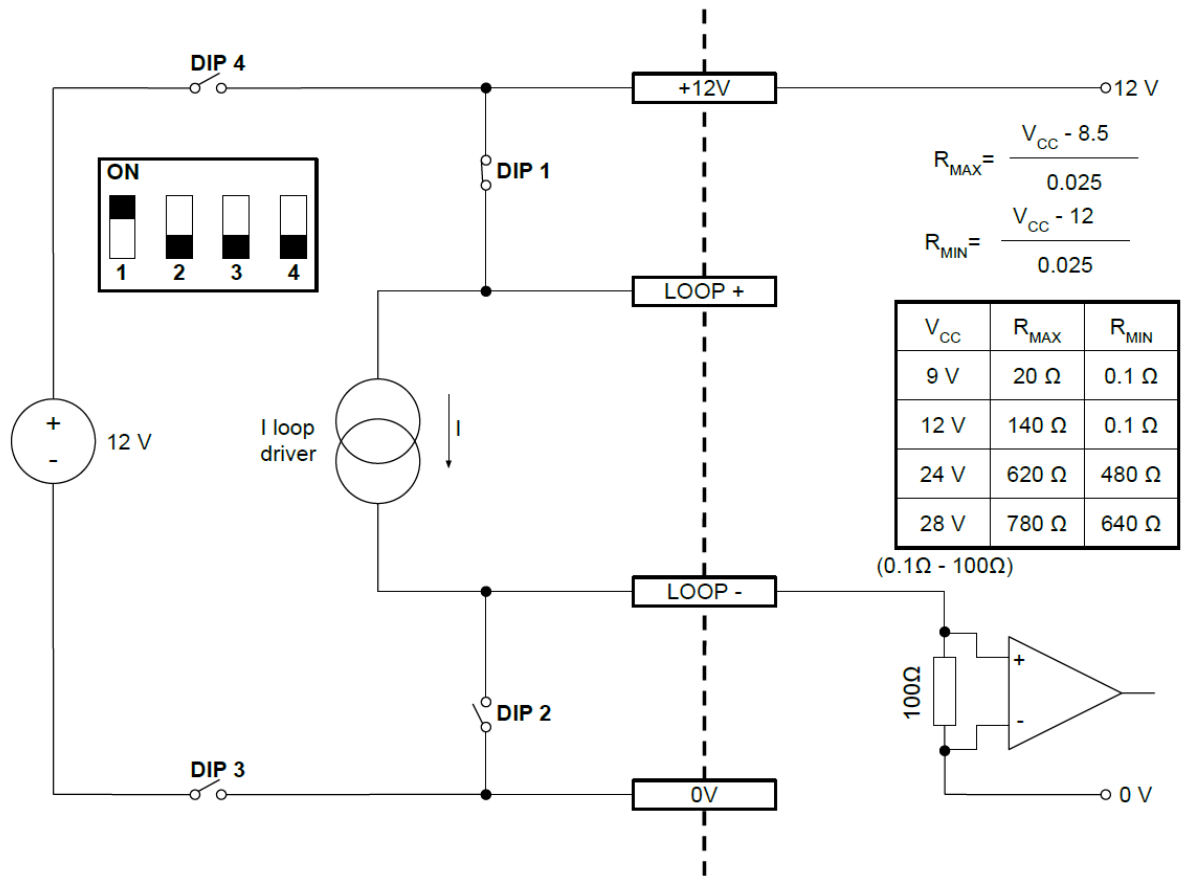 DIP 4
+12V
12 V
ON
1 2 3 4
DIP 1
R_MAX= V_CC - 8.5
0.025
R_MIN= V_CC - 12
0.025
LOOP +
V_CC R_MAX R_MIN
9 V 20 Ω 0.1 Ω
12 V 140 Ω 0.1 Ω
24 V 620 Ω 480 Ω
28 V 780 Ω 640 Ω
+
-
12 V
I loop
driver
I
(0.1Ω - 100Ω)
LOOP -
100Ω
+
-
DIP 2
DIP 3
0V
0 V